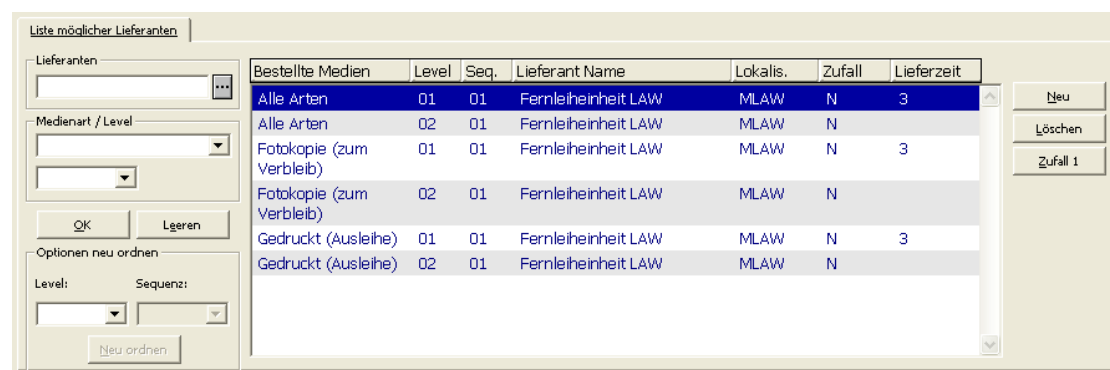 Liste möglicher Lieferanten
Lieferanten
...
Medienart / Level
OK Leeren
Optionen neu ordnen
Level: Sequenz:
Neu ordnen
Bestellte Medien Level Seq. Lieferant Name Lokalis. Zufall Lieferzeit
Alle Arten 01 01 Fernleiheinheit LAW MLAW N 3
Alle Arten 02 01 Fernleiheinheit LAW MLAW N
Fotokopie (zum 01 01 Fernleiheinheit LAW MLAW N 3
Verbleib)
Fotokopie (zum 02 01 Fernleiheinheit LAW MLAW N
Verbleib)
Gedruckt (Ausleihe) 01 01 Fernleiheinheit LAW MLAW N 3
Gedruckt (Ausleihe) 02 01 Fernleiheinheit LAW MLAW N
Neu
Löschen
Zufall 1